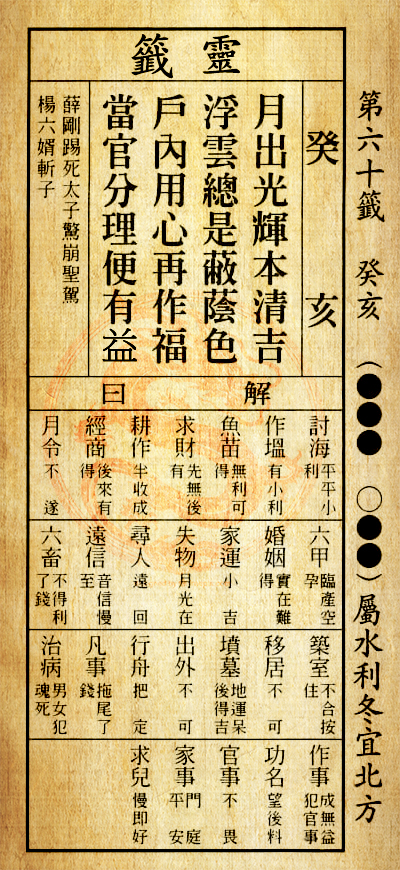 第六十籤 癸亥 (●●● ○●●) 屬水利冬宜北方
靈籤
癸亥
月出光輝本清吉
浮雲總是蔽蔭色
戶內用心再作福
當官分理便有益
薛剛踢死太子驚崩聖駕
楊六婿斬子
解曰
討海 平平小利
作塭 有小利
魚苗 無利可得
求財 先無後有
耕作 半收成
經商 後來有得
月令 不遂
六甲 臨產空孕
婚姻 實在難得
家運 小吉
失物 月光在
尋人 遠回
遠信 音信慢至
六畜 不得利了錢
築室 不合按住
移居 不可
墳墓 地運呆後得吉
出外 不可
行舟 把定
凡事 拖尾了錢
治病 男女犯魂死
作事 成無益犯官事
功名 望後料
官事 不畏
家事 門庭平安
求兒 慢即好